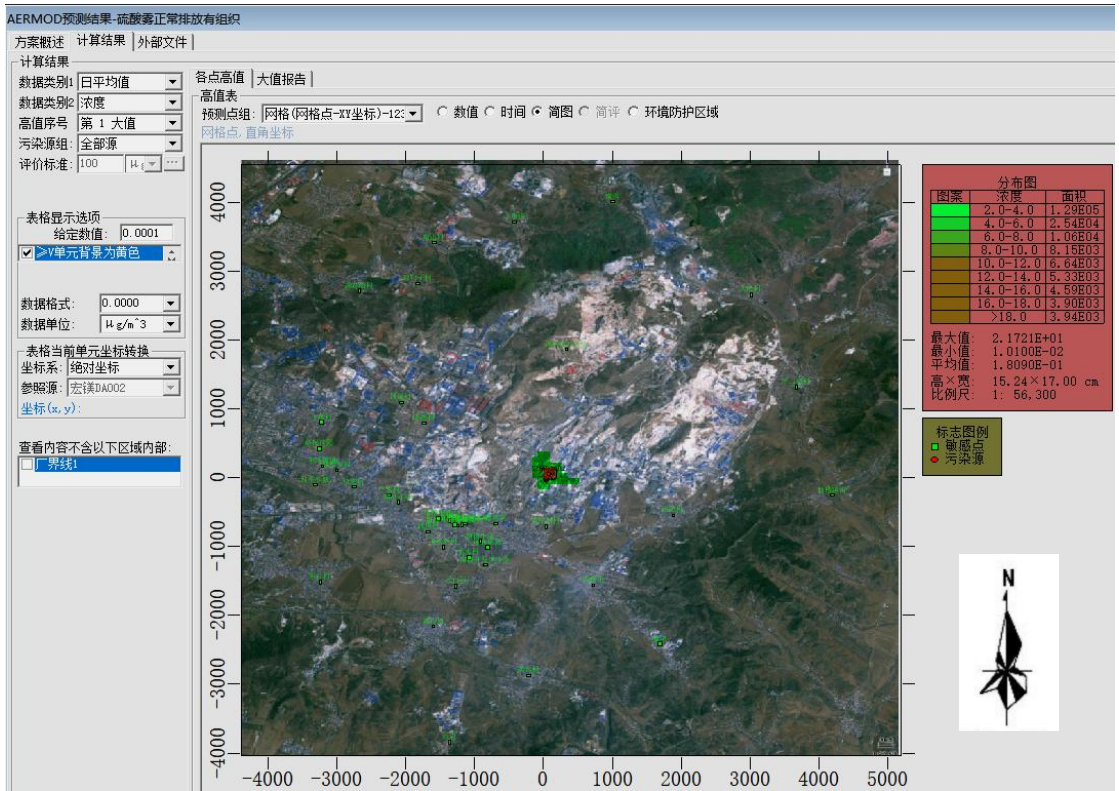 AERMOD预测结果-硫酸雾正常排放有组织
方案概述 计算结果 外部文件
计算结果
数据类别1 日平均值
数据类别2 浓度
高值序号 第 1 大值
污染源组: 全部源
评价标准: 100 μg
表格显示选项
给定数值: 0.0001
≥V单元背景为黄色
数据格式: 0.0000
数据单位: μg/m^3
表格当前单元坐标转换
坐标系: 绝对坐标
参照源: 宏镁DA002
坐标(x, y):
查看内容不含以下区域内部:
厂界线1
各点高值 大值报告
高值表
预测点组: 网格(网格点-XY坐标)-123 数值 时间 简图 简评 环境防护区域
网格点, 直角坐标
4000
3000
2000
1000
0
-1000
-2000
-3000
-4000
-4000 -3000 -2000 -1000 0 1000 2000 3000 4000 5000
分布图
图案 浓度 面积
2.0-4.0 1.29E05
4.0-6.0 2.54E04
6.0-8.0 1.06E04
8.0-10.0 8.15E03
10.0-12.0 6.64E03
12.0-14.0 5.33E03
14.0-16.0 4.59E03
16.0-18.0 3.90E03
>18.0 3.94E03
最大值: 2.1721E+01
最小值: 1.0100E-02
平均值: 1.8090E-01
高×宽: 15.24×17.00 cm
比例尺: 1: 56,300
标志图例
敏感点
污染源
N